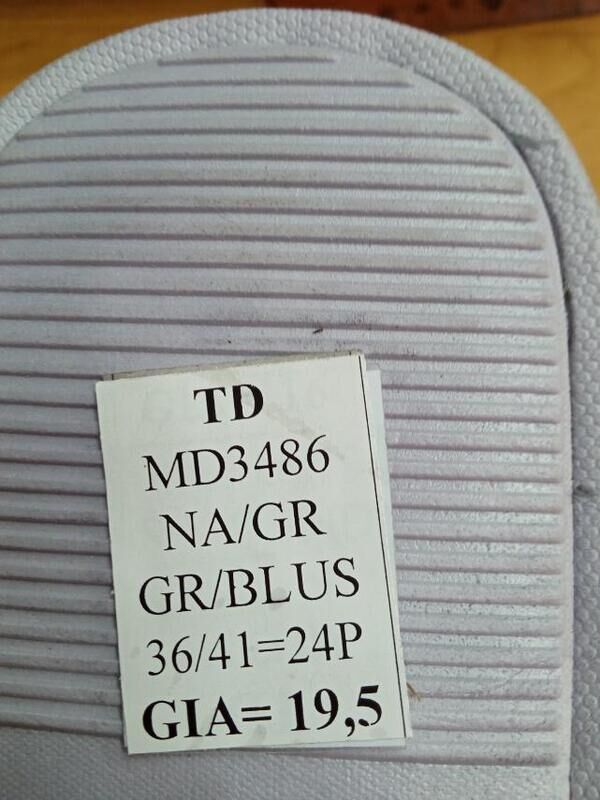 TD
MD3486
NA/GR
GR/BLUS
36/41=24P
GIA= 19,5